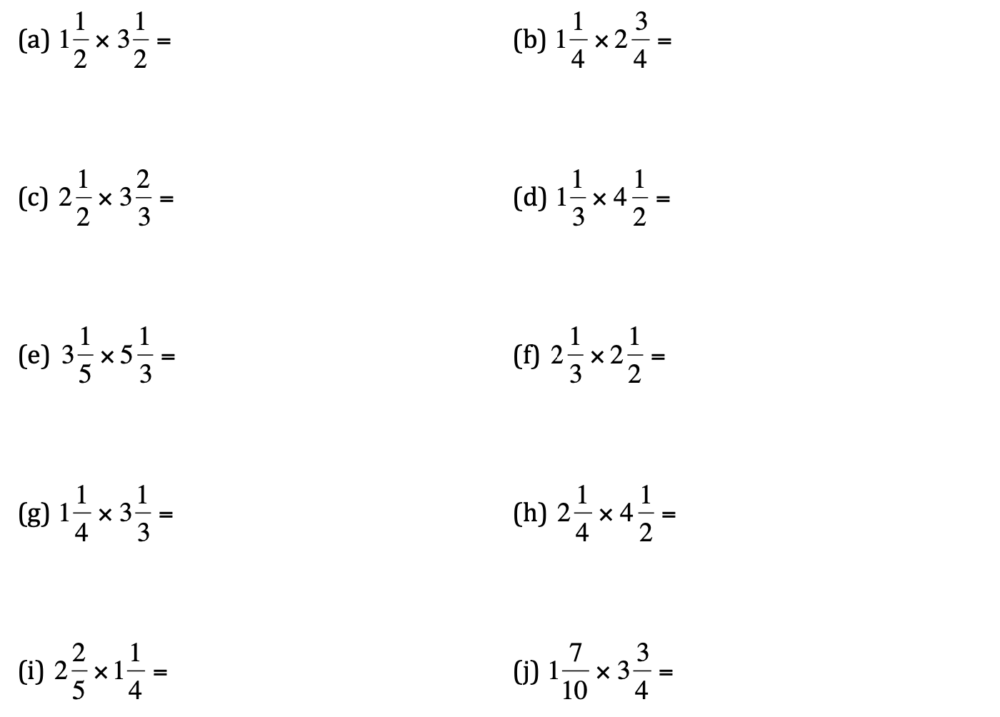 (a) 1 1/2 × 3 1/2 =
(b) 1 1/4 × 2 3/4 =
(c) 2 1/2 × 3 2/3 =
(d) 1 1/3 × 4 1/2 =
(e) 3 1/5 × 5 1/3 =
(f) 2 1/3 × 2 1/2 =
(g) 1 1/4 × 3 1/3 =
(h) 2 1/4 × 4 1/2 =
(i) 2 2/5 × 1 1/4 =
(j) 1 7/10 × 3 3/4 =